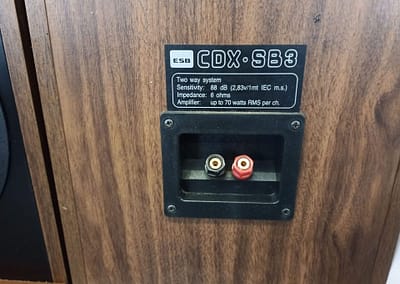 ESB CDX·SB3
Two way system
Sensitivity: 88 dB (2,83v/1mt IEC m.s.)
Impedance: 6 ohms
Amplifier: up to 70 watts RMS per ch.